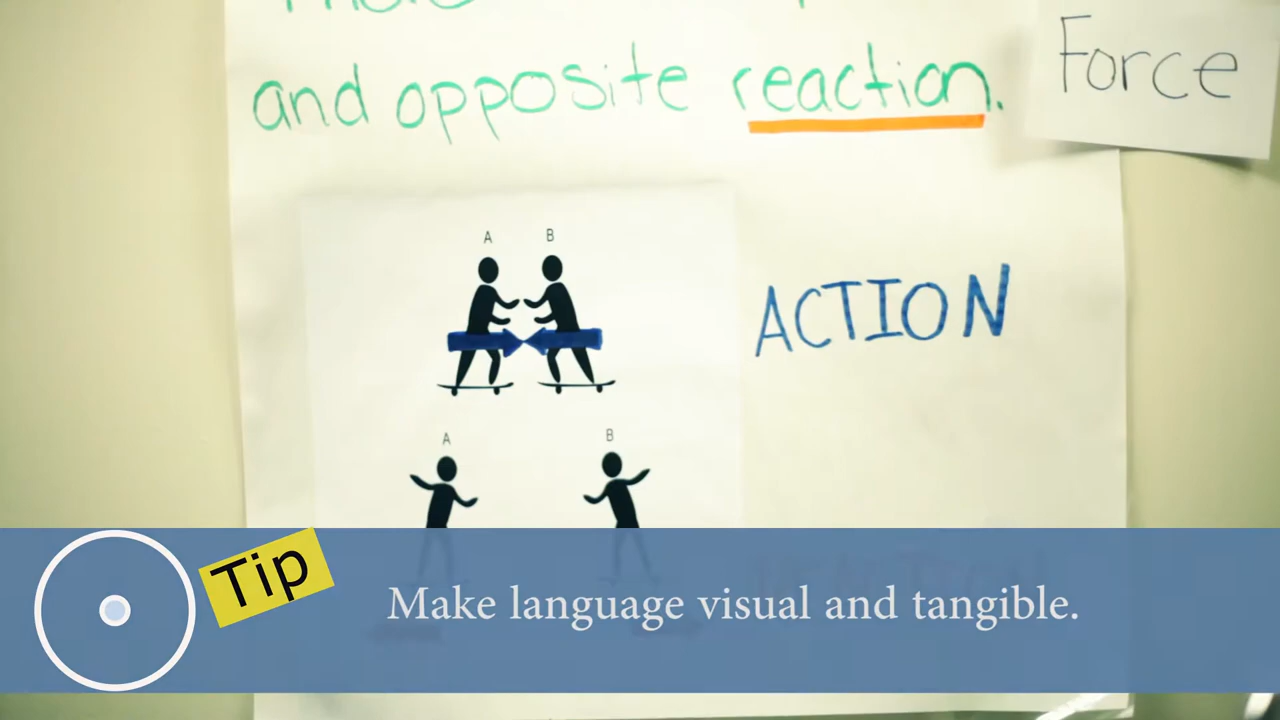 and opposite reaction.
Force
A B
ACTION
A B
Tip
Make language visual and tangible.